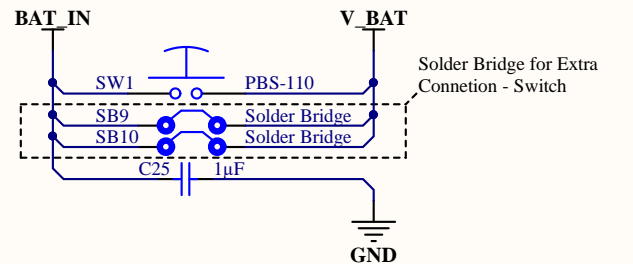 BAT_IN
V_BAT
Solder Bridge for Extra
Connetion - Switch
SW1
PBS-110
SB9
Solder Bridge
SB10
Solder Bridge
C25
1µF
GND